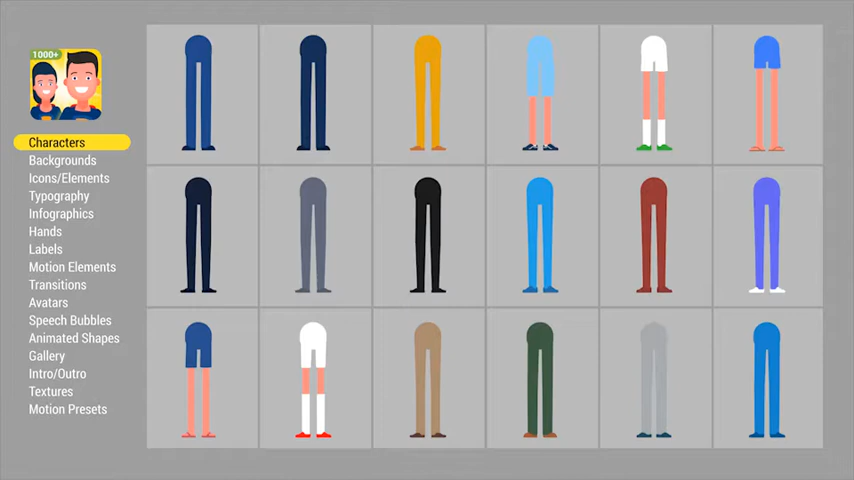 1000+
Characters
Backgrounds
Icons/Elements
Typography
Infographics
Hands
Labels
Motion Elements
Transitions
Avatars
Speech Bubbles
Animated Shapes
Gallery
Intro/Outro
Textures
Motion Presets